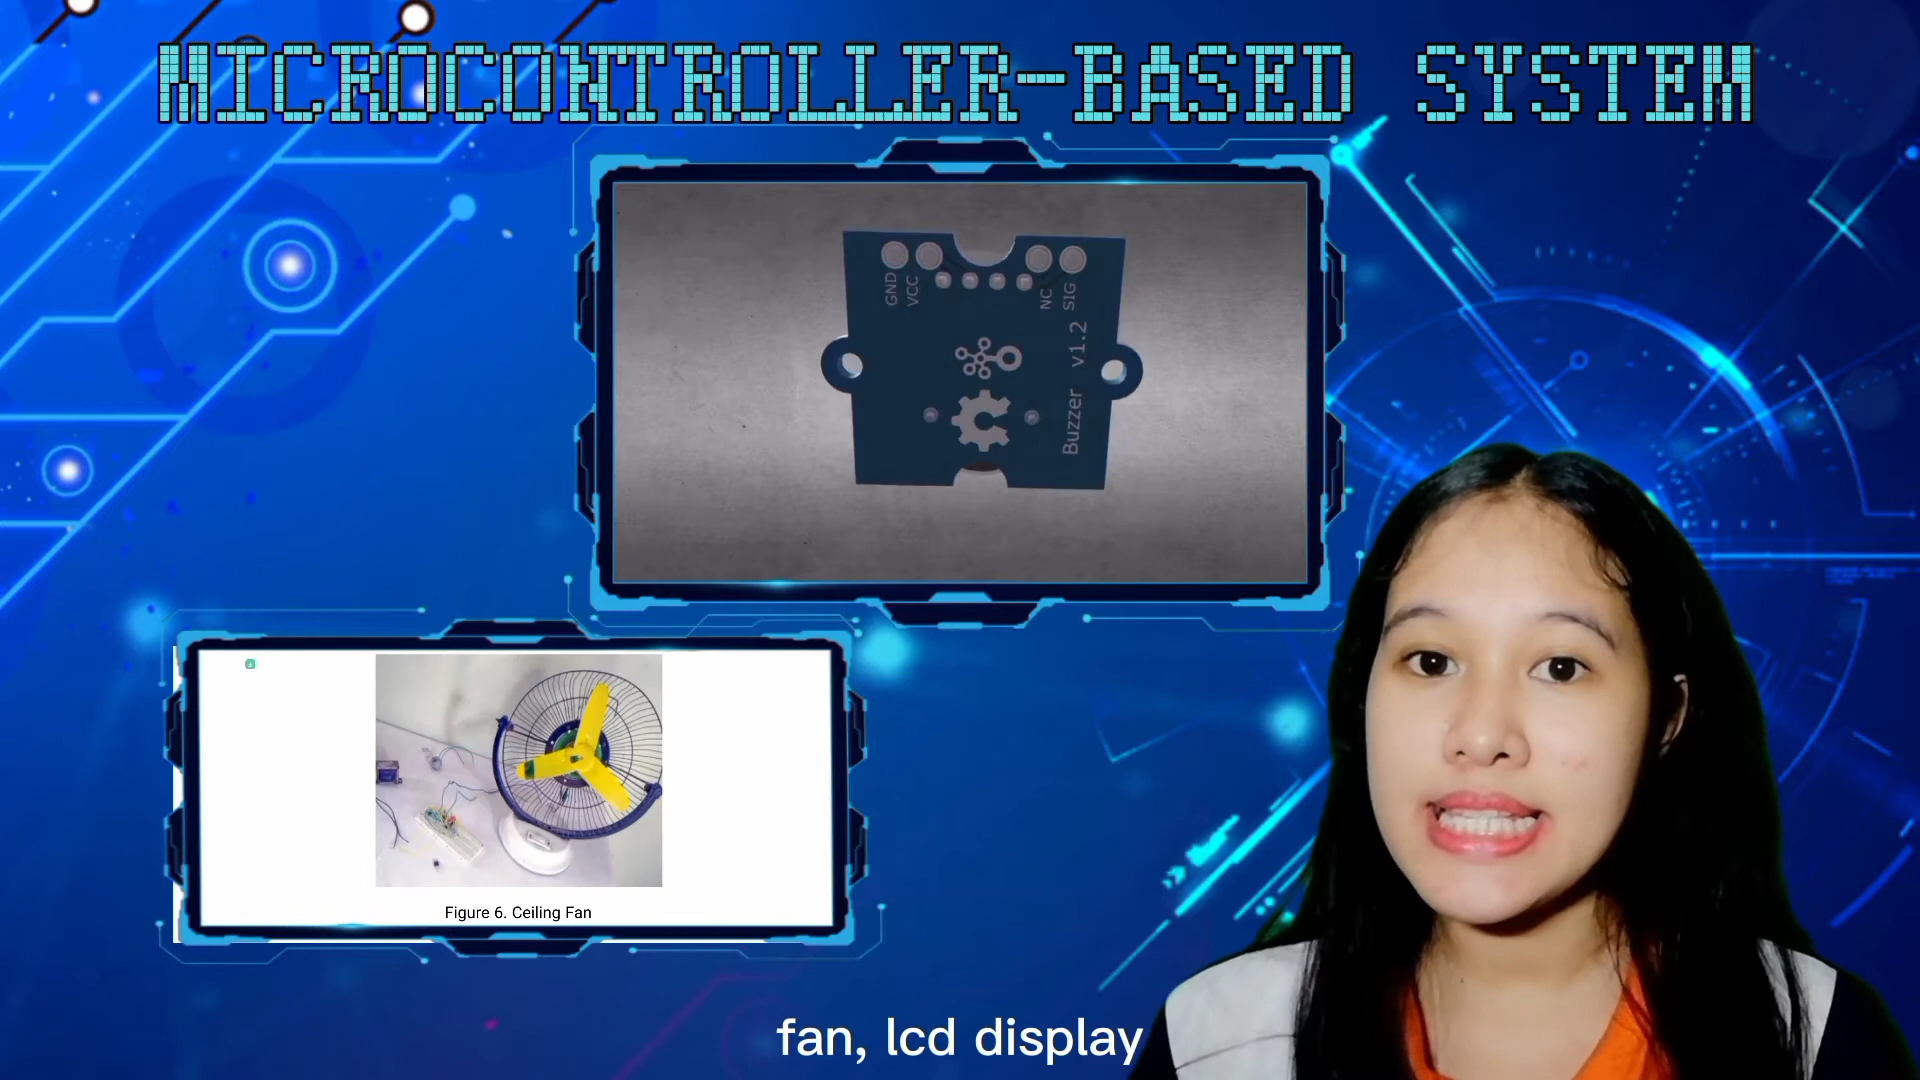 MICROCONTROLLER-BASED SYSTEM
GND
VCC
NC
SIG
Buzzer v1.2
Figure 6. Ceiling Fan
fan, lcd display